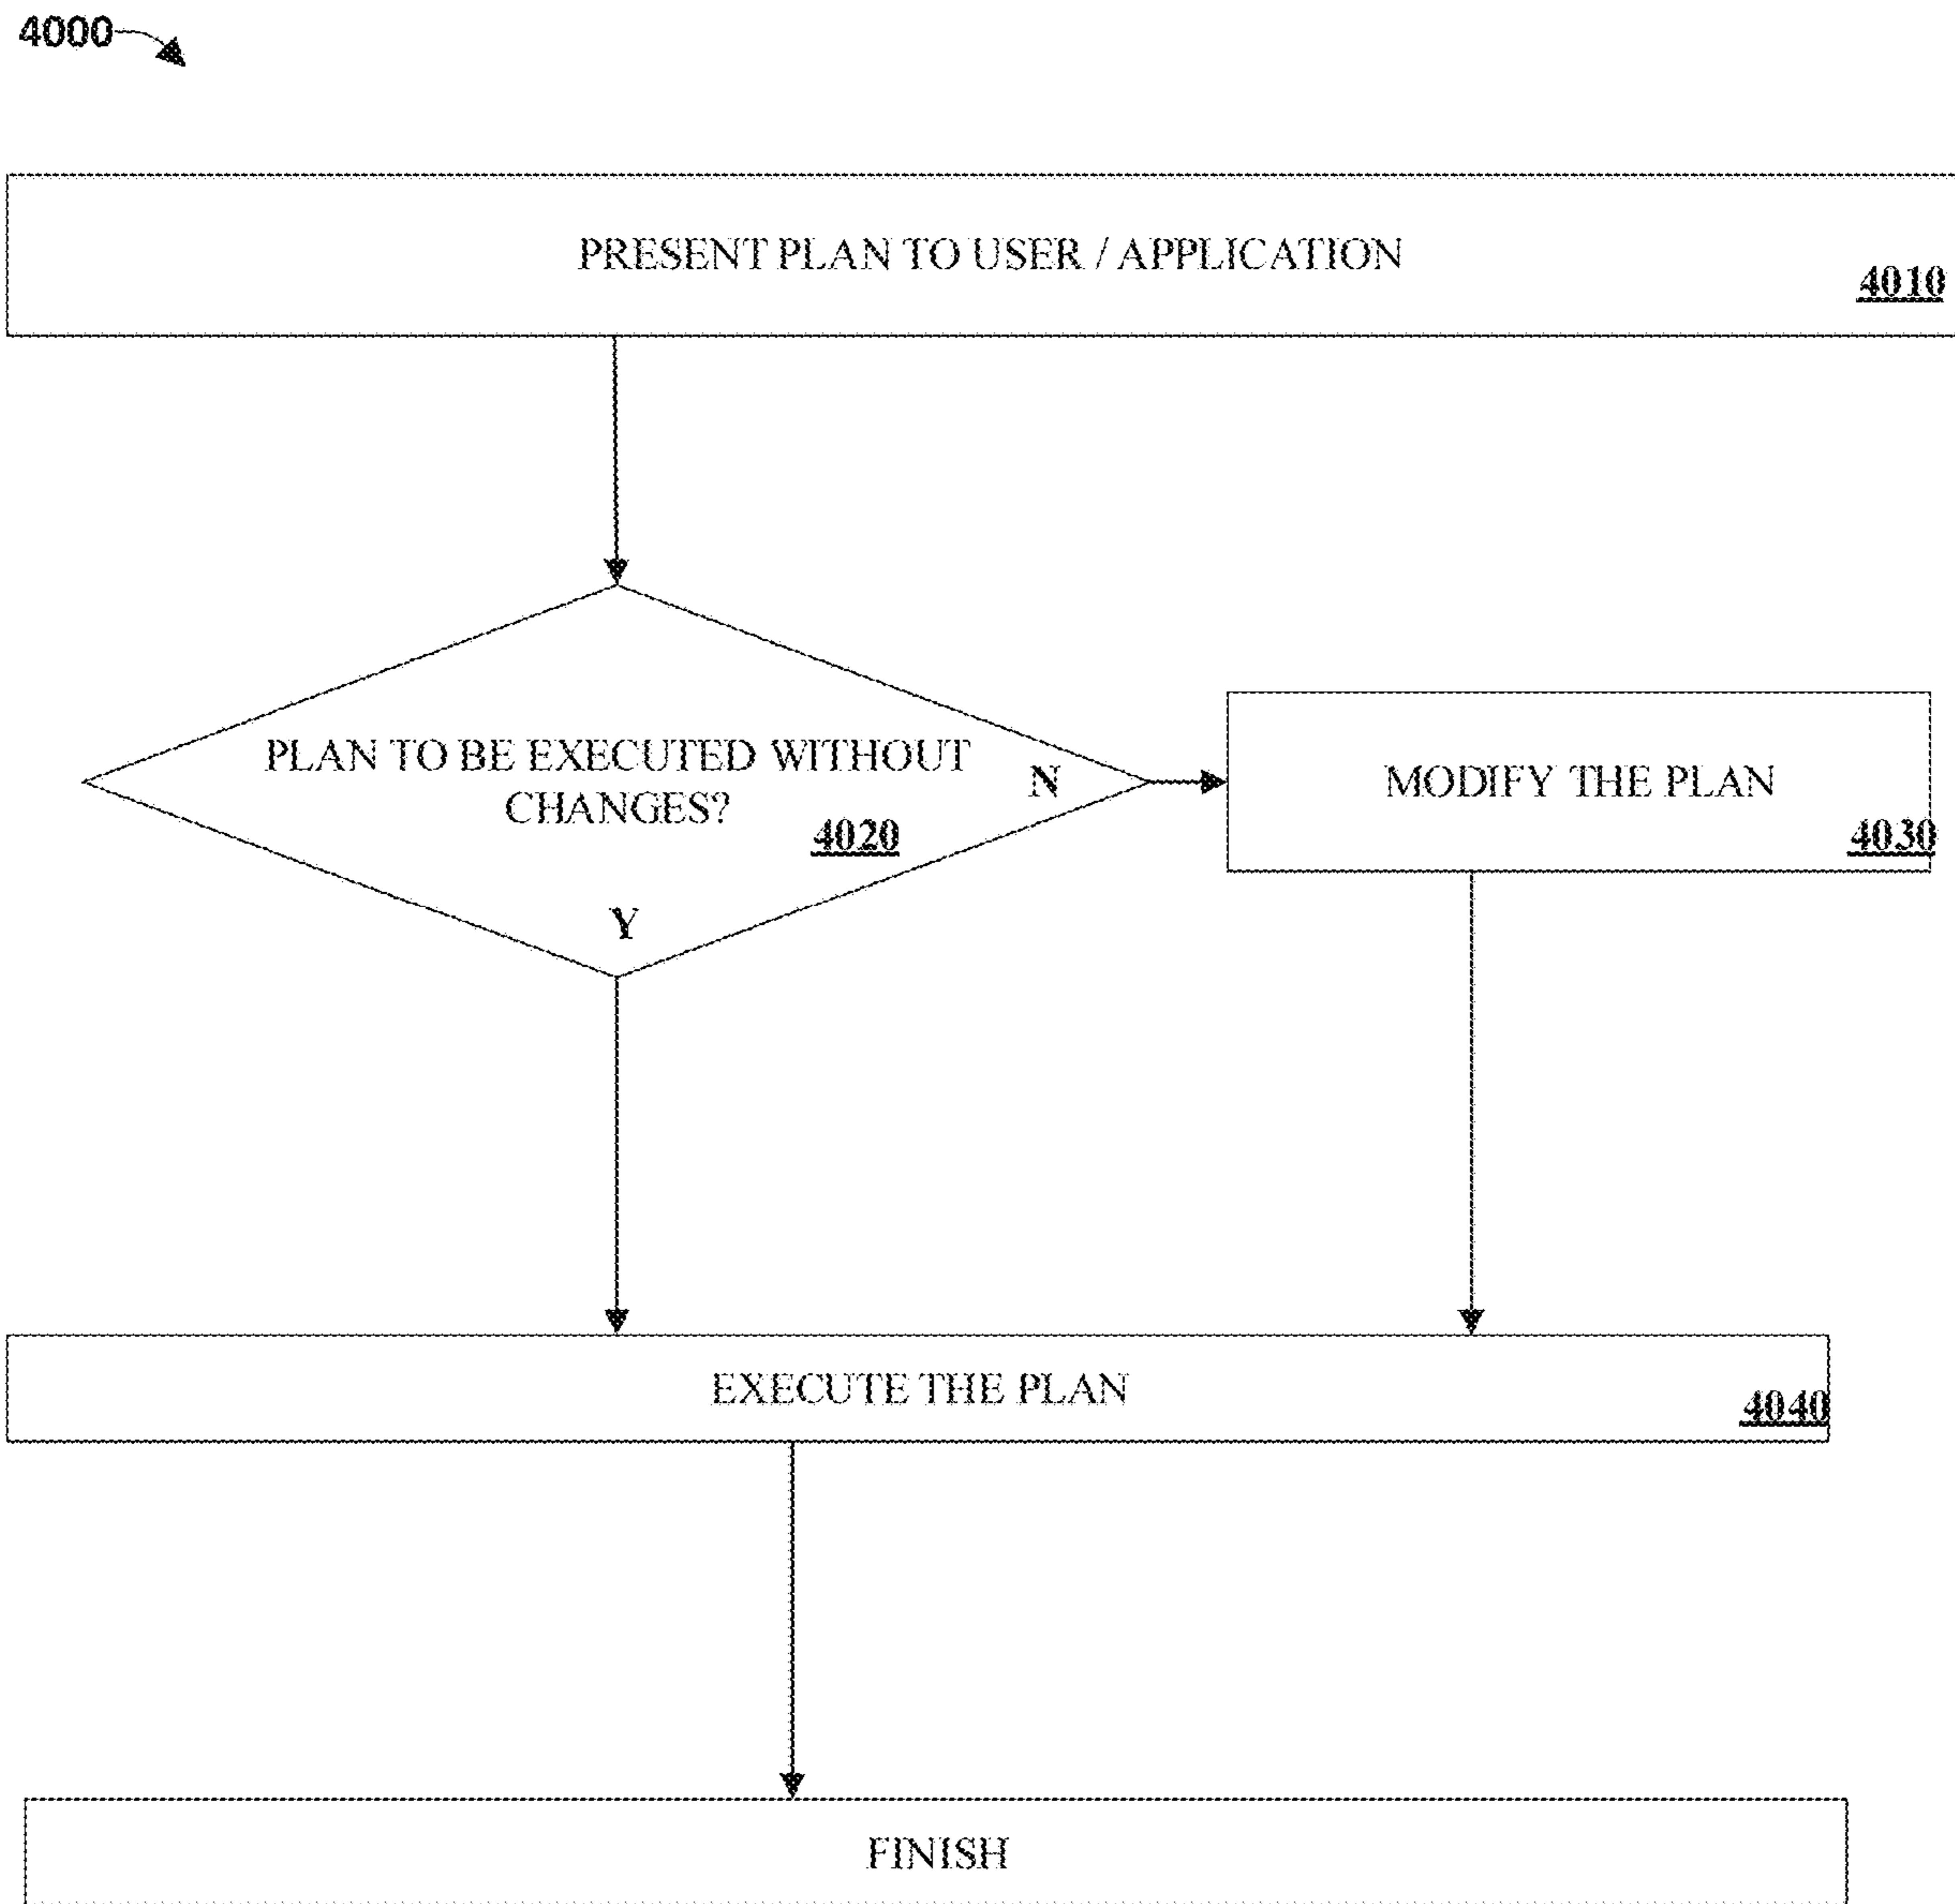 4000
PRESENT PLAN TO USER / APPLICATION
4010
PLAN TO BE EXECUTED WITHOUT
CHANGES?
N
4020
Y
MODIFY THE PLAN
4030
EXECUTE THE PLAN
4040
FINISH